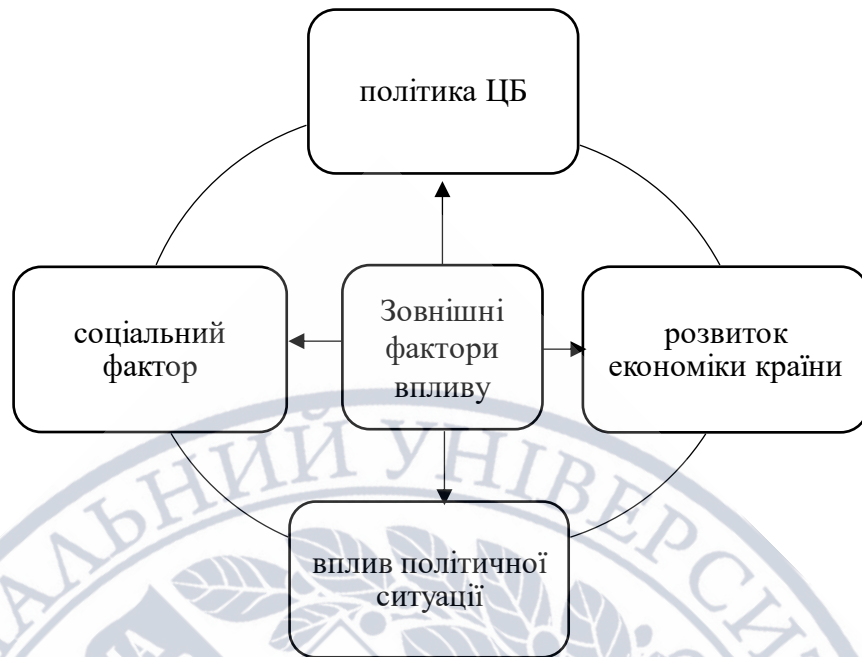 політика ЦБ
соціальний
фактор
Зовнішні
фактори
впливу
розвиток
економіки країни
вплив політичної
ситуації